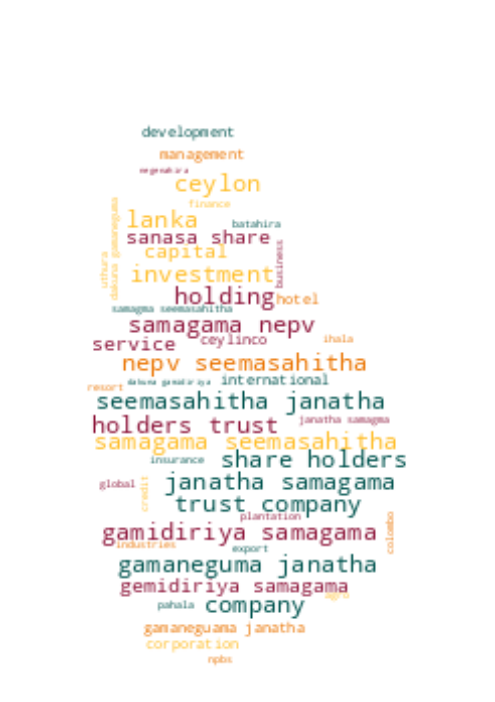 development
management
negenahira
ceylon
finance
lanka
batahira
sanasa share
dakuna gamaneguma
uthura
capital
business
investment
holding
hotel
samagma seemasahitha
samagama nepv
service
ceylinco
ihala
nepv seemasahitha
dakuna gamidiriya
international
resort
seemasahitha janatha
holders trust
janatha samagma
samagama seemasahitha
insurance
share holders
global
credit
janatha samagama
trust company
plantation
gamidiriya samagama
colombo
industries
export
gamaneguma janatha
gemidiriya samagama
agro
pahala
company
gamaneguama janatha
corporation
npbs